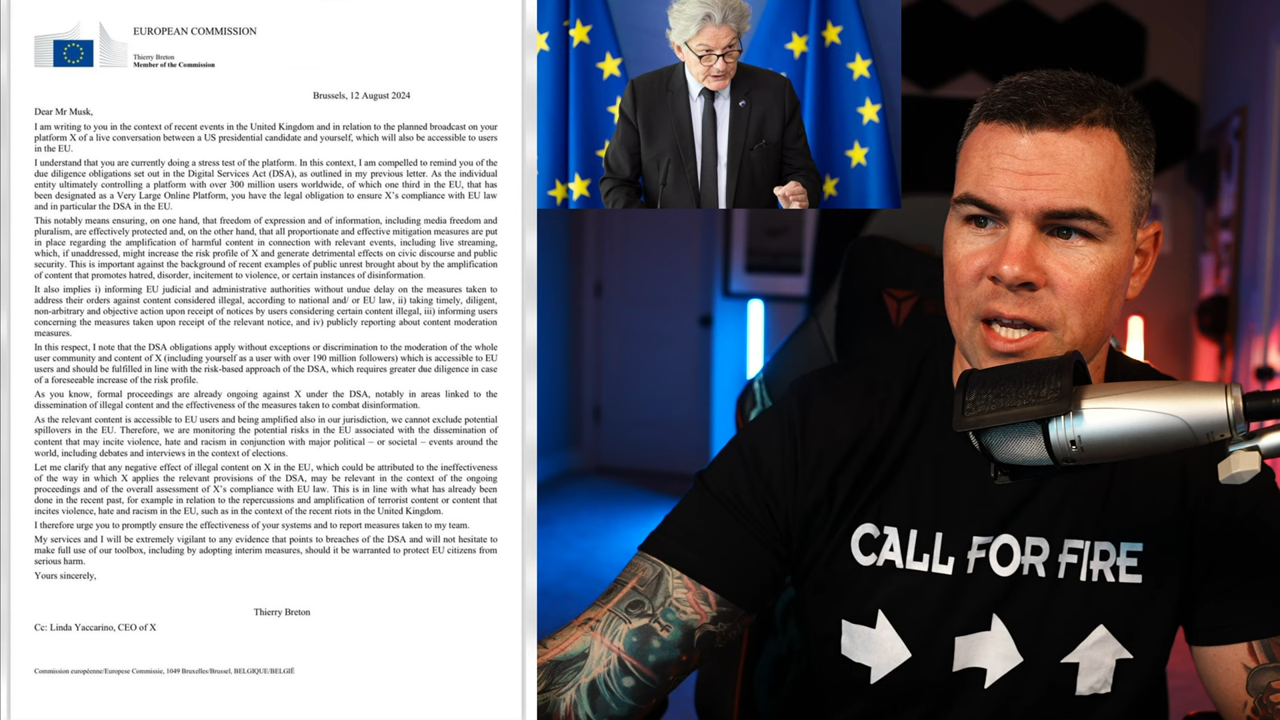 EUROPEAN COMMISSION
Thierry Breton
Member of the Commission
Brussels, 12 August 2024
Dear Mr Musk,
I am writing to you in the context of recent events in the United Kingdom and in relation to the planned broadcast on your
platform X of a live conversation between a US presidential candidate and yourself, which will also be accessible to users
in the EU.
I understand that you are currently doing a stress test of the platform. In this context, I am compelled to remind you of the
due diligence obligations set out in the Digital Services Act (DSA), as outlined in my previous letter. As the individual
entity ultimately controlling a platform with over 300 million users worldwide, of which one third in the EU, that has
been designated as a Very Large Online Platform, you have the legal obligation to ensure X's compliance with EU law
and in particular the DSA in the EU.
This notably means ensuring, on one hand, that freedom of expression and of information, including media freedom and
pluralism, are effectively protected and, on the other hand, that all proportionate and effective mitigation measures are put
in place regarding the amplification of harmful content in connection with relevant events, including live streaming,
which, if unaddressed, might increase the risk profile of X and generate detrimental effects on civic discourse and public
security. This is important against the background of recent examples of public unrest brought about by the amplification
of content that promotes hatred, disorder, incitement to violence, or certain instances of disinformation.
It also implies i) informing EU judicial and administrative authorities without undue delay on the measures taken to
address their orders against content considered illegal, according to national and/ or EU law, ii) taking timely, diligent,
non-arbitrary and objective action upon receipt of notices by users considering certain content illegal, iii) informing users
concerning the measures taken upon receipt of the relevant notice, and iv) publicly reporting about content moderation
measures.
In this respect, I note that the DSA obligations apply without exceptions or discrimination to the moderation of the whole
user community and content of X (including yourself as a user with over 190 million followers) which is accessible to EU
users and should be fulfilled in line with the risk-based approach of the DSA, which requires greater due diligence in case
of a foreseeable increase of the risk profile.
As you know, formal proceedings are already ongoing against X under the DSA, notably in areas linked to the
dissemination of illegal content and the effectiveness of the measures taken to combat disinformation.
As the relevant content is accessible to EU users and being amplified also in our jurisdiction, we cannot exclude potential
spillovers in the EU. Therefore, we are monitoring the potential risks in the EU associated with the dissemination of
content that may incite violence, hate and racism in conjunction with major political – or societal – events around the
world, including debates and interviews in the context of elections.
Let me clarify that any negative effect of illegal content on X in the EU, which could be attributed to the ineffectiveness
of the way in which X applies the relevant provisions of the DSA, may be relevant in the context of the ongoing
proceedings and of the overall assessment of X's compliance with EU law. This is in line with what has already been
done in the recent past, for example in relation to the repercussions and amplification of terrorist content or content that
incites violence, hate and racism in the EU, such as in the context of the recent riots in the United Kingdom.
I therefore urge you to promptly ensure the effectiveness of your systems and to report measures taken to my team.
My services and I will be extremely vigilant to any evidence that points to breaches of the DSA and will not hesitate to
make full use of our toolbox, including by adopting interim measures, should it be warranted to protect EU citizens from
serious harm.
Yours sincerely,
Thierry Breton
Cc: Linda Yaccarino, CEO of X
Commission européenne/Europese Commissie, 1049 Bruxelles/Brussel, BELGIQUE/BELGIË
CALL FOR FIRE